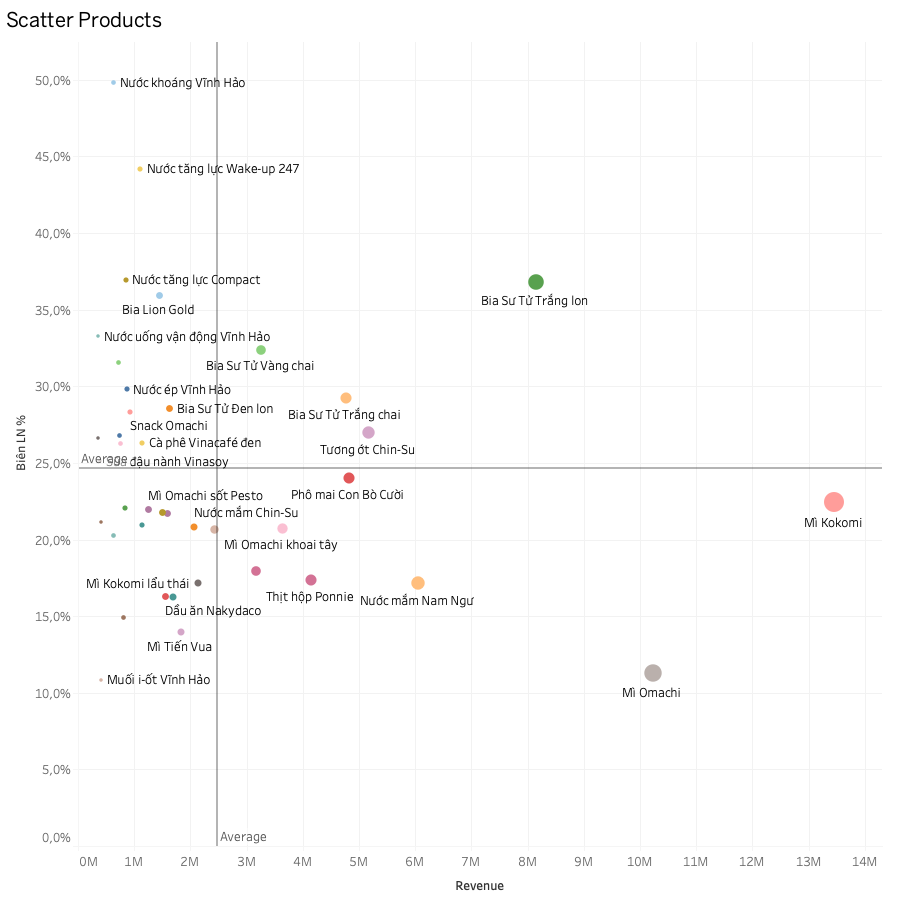 Scatter Products
50,0%
Nước khoáng Vĩnh Hảo
45,0%
Nước tăng lực Wake-up 247
40,0%
Nước tăng lực Compact
Bia Sư Tử Trắng lon
35,0%
Bia Lion Gold
Nước uống vận động Vĩnh Hảo
Bia Sư Tử Vàng chai
30,0%
Nước ép Vĩnh Hảo
Bia Sư Tử Đen lon
Bia Sư Tử Trắng chai
Snack Omachi
Cà phê Vinacafé đen
Tương ớt Chin-Su
Biên LN %
25,0%
Average
Sữa đậu nành Vinasoy
Mì Omachi sốt Pesto
Phô mai Con Bò Cười
Nước mắm Chin-Su
Mì Kokomi
20,0%
Mì Omachi khoai tây
Mì Kokomi lẩu thái
Thịt hộp Ponnie
Nước mắm Nam Ngư
15,0%
Dầu ăn Nakydaco
Mì Tiến Vua
Muối i-ốt Vĩnh Hảo
10,0%
Mì Omachi
5,0%
0,0%
Average
0M 1M 2M 3M 4M 5M 6M 7M 8M 9M 10M 11M 12M 13M 14M
Revenue